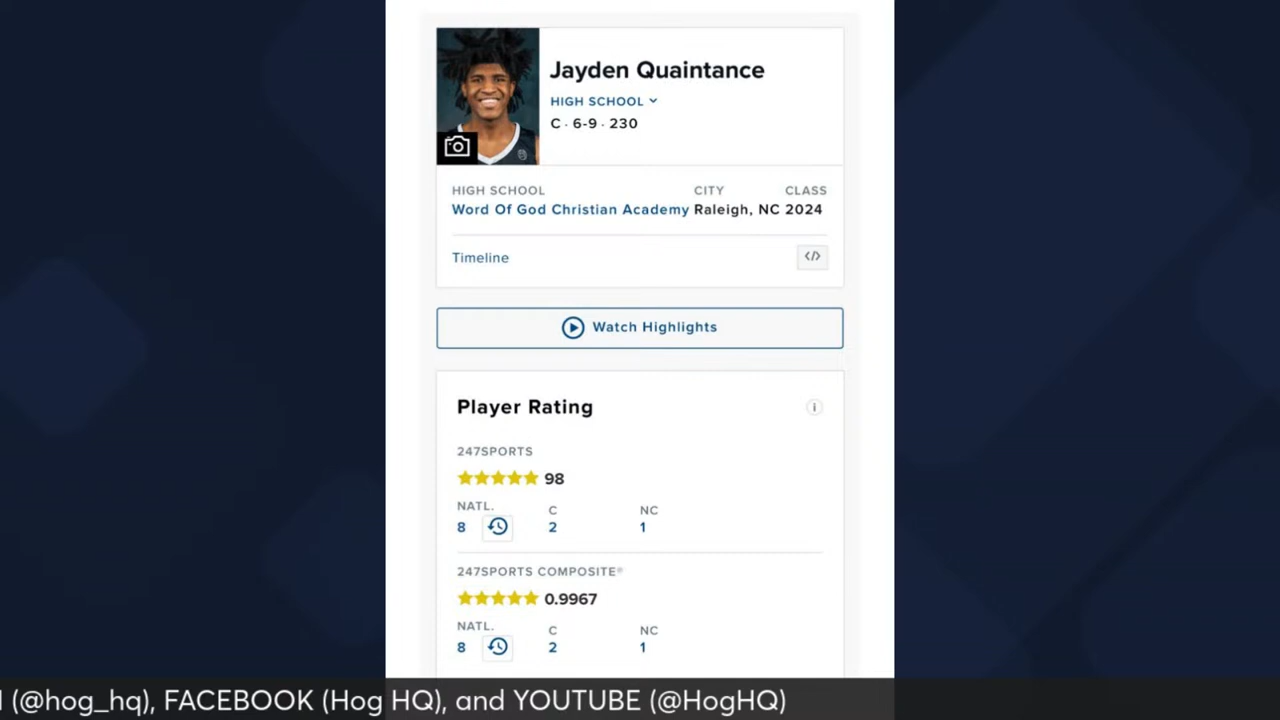 Jayden Quaintance
HIGH SCHOOL
C · 6-9 · 230
HIGH SCHOOL CITY CLASS
Word Of God Christian Academy Raleigh, NC 2024
Timeline </>
Watch Highlights
Player Rating i
247SPORTS
98
NATL. C NC
8 2 1
247SPORTS COMPOSITE®
0.9967
NATL. C NC
8 2 1
(@hog_hq), FACEBOOK (Hog HQ), and YOUTUBE (@HogHQ)